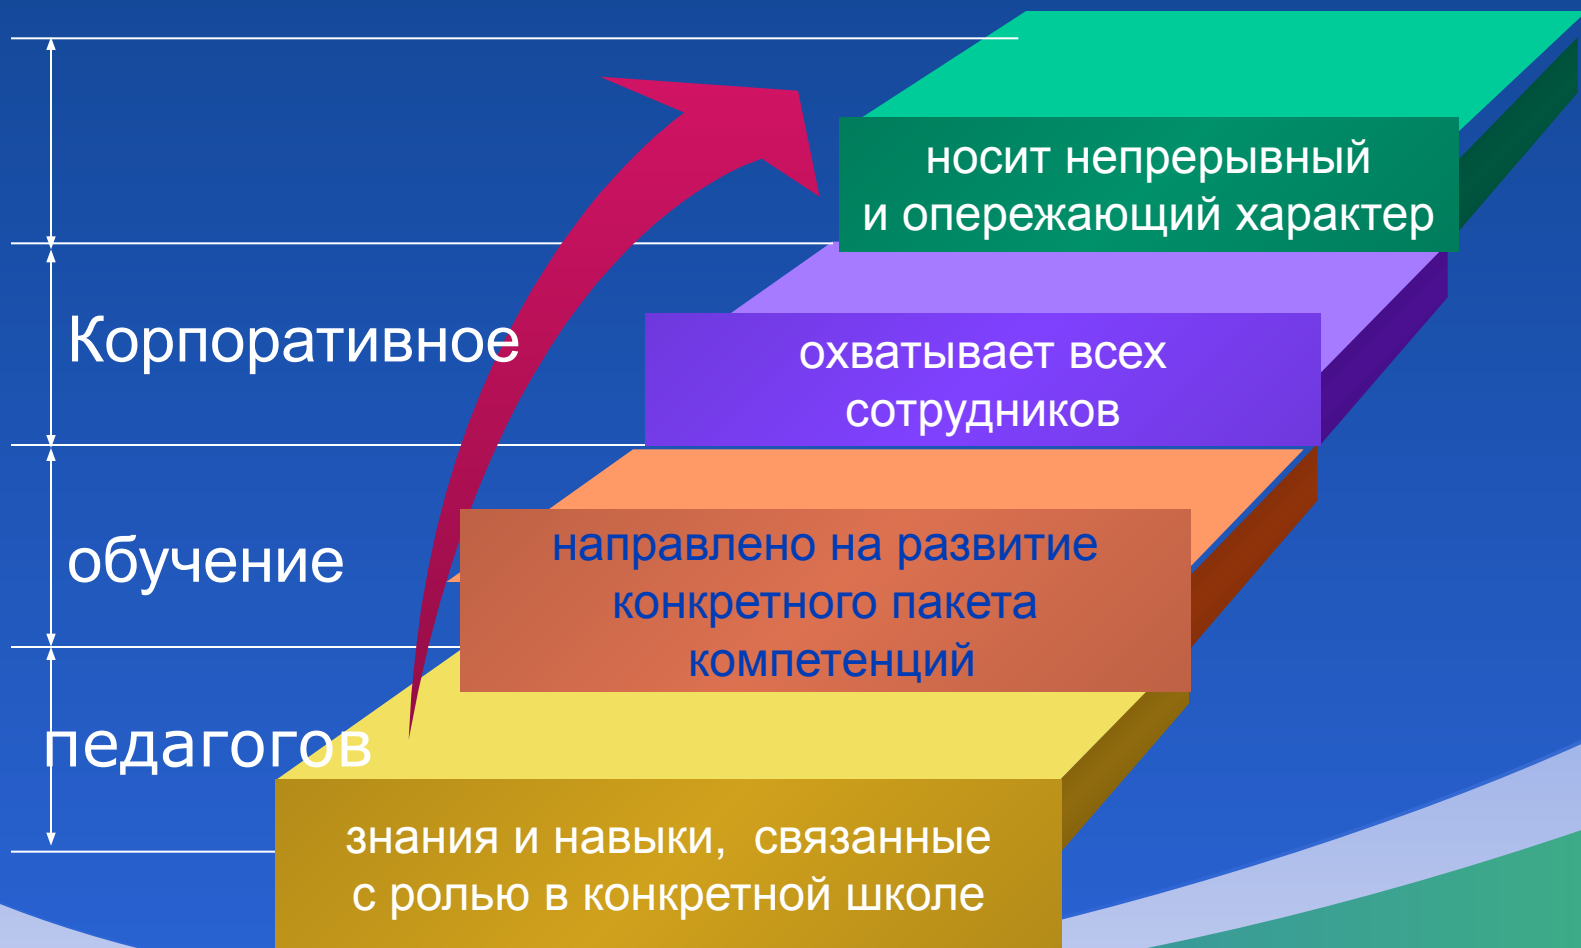 носит непрерывный
и опережающий характер
Корпоративное
охватывает всех
сотрудников
обучение
направлено на развитие
конкретного пакета
компетенций
педагогов
знания и навыки, связанные
с ролью в конкретной школе